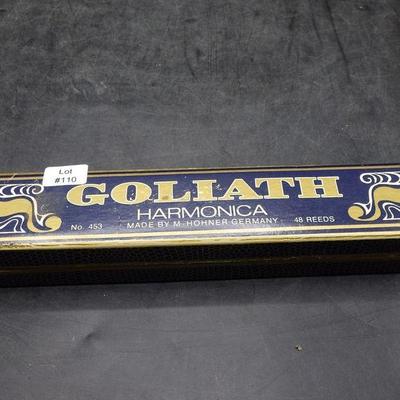 Lot
#110
GOLIATH
HARMONICA
No. 453 MADE BY M. HOHNER GERMANY 48 REEDS